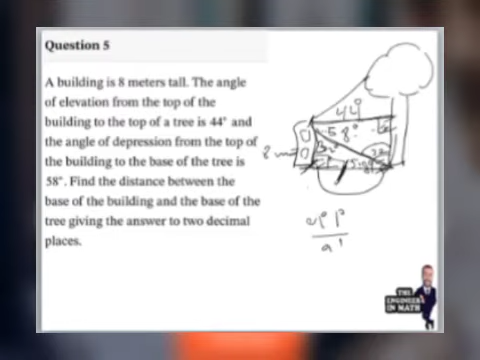 Question 5
A building is 8 meters tall. The angle
of elevation from the top of the
building to the top of a tree is 44° and
the angle of depression from the top of
the building to the base of the tree is
58°. Find the distance between the
base of the building and the base of the
tree giving the answer to two decimal
places.
44°
58°
8 m
opp
THE
ENGINEER
IN MATH